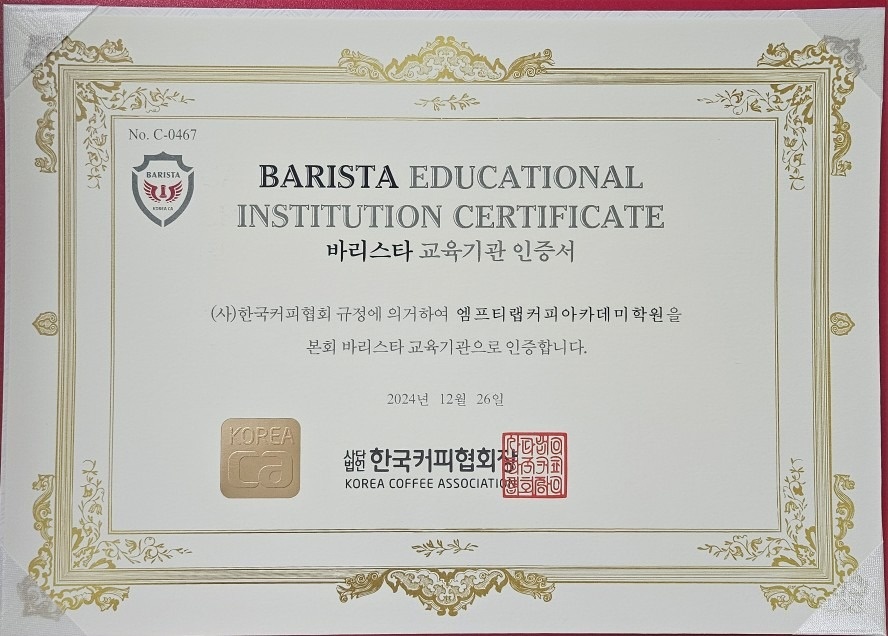 No. C-0467
BARISTA
KOREA CA
BARISTA EDUCATIONAL
INSTITUTION CERTIFICATE
바리스타 교육기관 인증서
(사)한국커피협회 규정에 의거하여 엠프티랩커피아카데미학원을
본회 바리스타 교육기관으로 인증합니다.
2024년 12월 26일
KOREA
ca
사단
법인 한국커피협회장
KOREA COFFEE ASSOCIATION